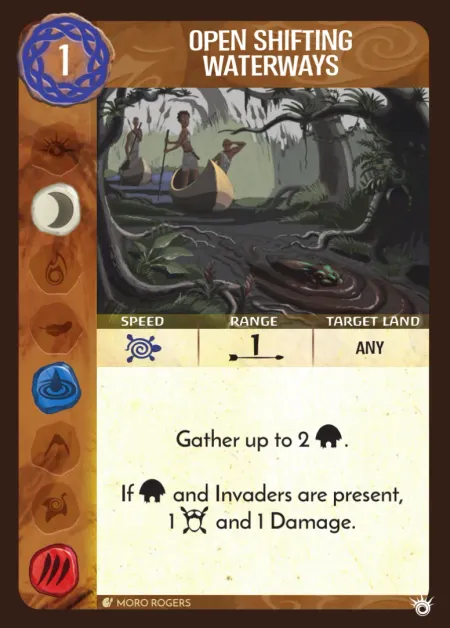 1
OPEN SHIFTING
WATERWAYS
SPEED RANGE TARGET LAND
1 ANY
Gather up to 2 .
If and Invaders are present,
1 and 1 Damage.
MORO ROGERS